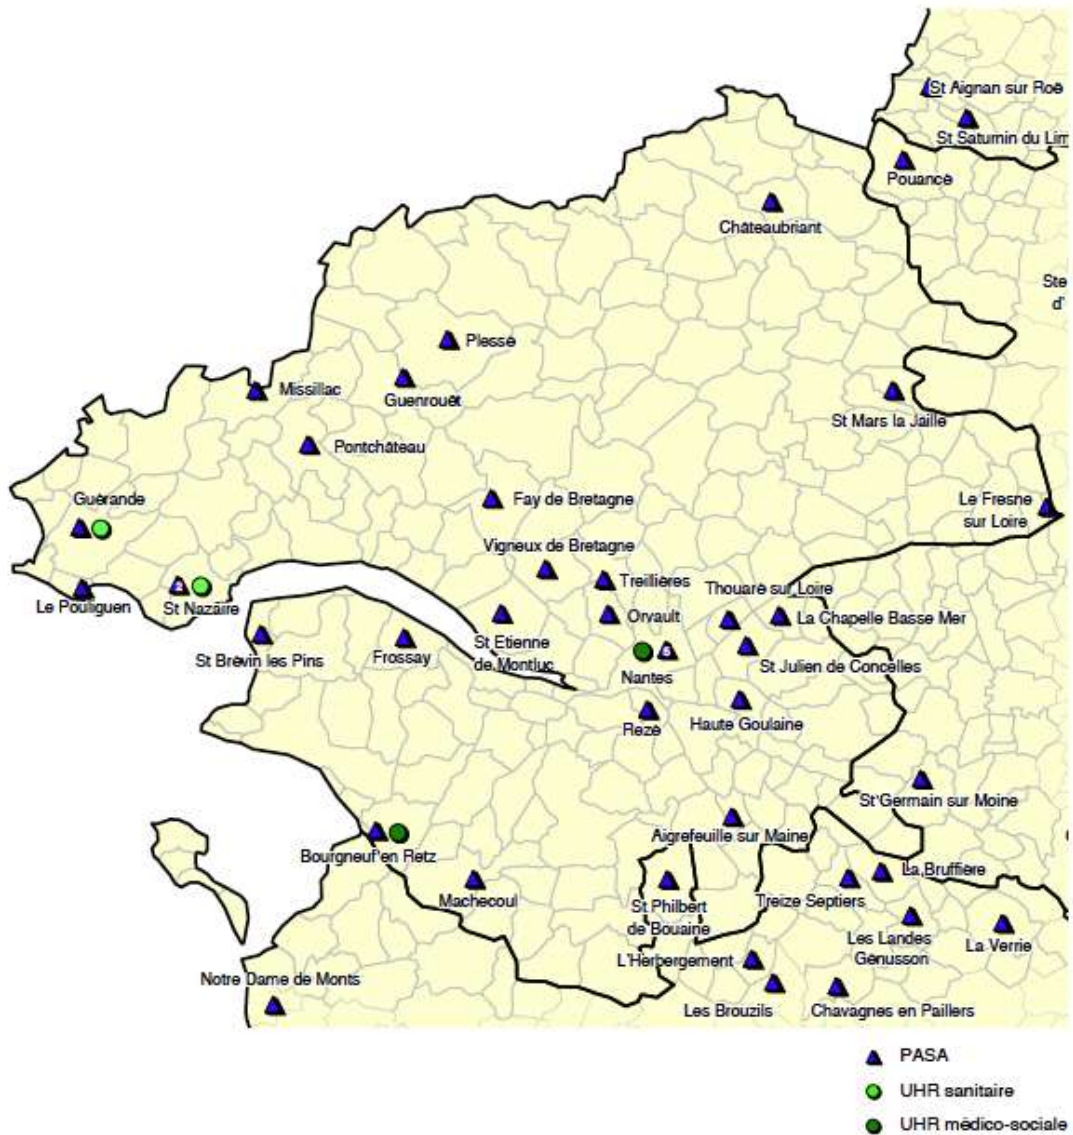 St Aignan sur Roë
St Saturnin du Lim
Pouancé
Châteaubriant
Ste
d'
Plessé
Guenrouët
Missillac
St Mars la Jaille
Pontchâteau
Guérande
Fay de Bretagne
Le Fresne
sur Loire
Vigneux de Bretagne
Treillières
Thouaré sur Loire
2
Le Pouliguen
St Nazaire
Orvault
La Chapelle Basse Mer
St Brévin les Pins
Frossay
St Etienne
de Montluc
5
Nantes
St Julien de Concelles
Rezé
Haute Goulaine
St Germain sur Moine
Bourgneuf en Retz
Aigrefeuille sur Maine
Machecoul
St Philbert
de Bouaine
Treize Septiers
La Bruffière
Les Landes
Génusson
La Verrie
L'Herbergement
Notre Dame de Monts
Les Brouzils
Chavagnes en Paillers
PASA
UHR sanitaire
UHR médico-sociale